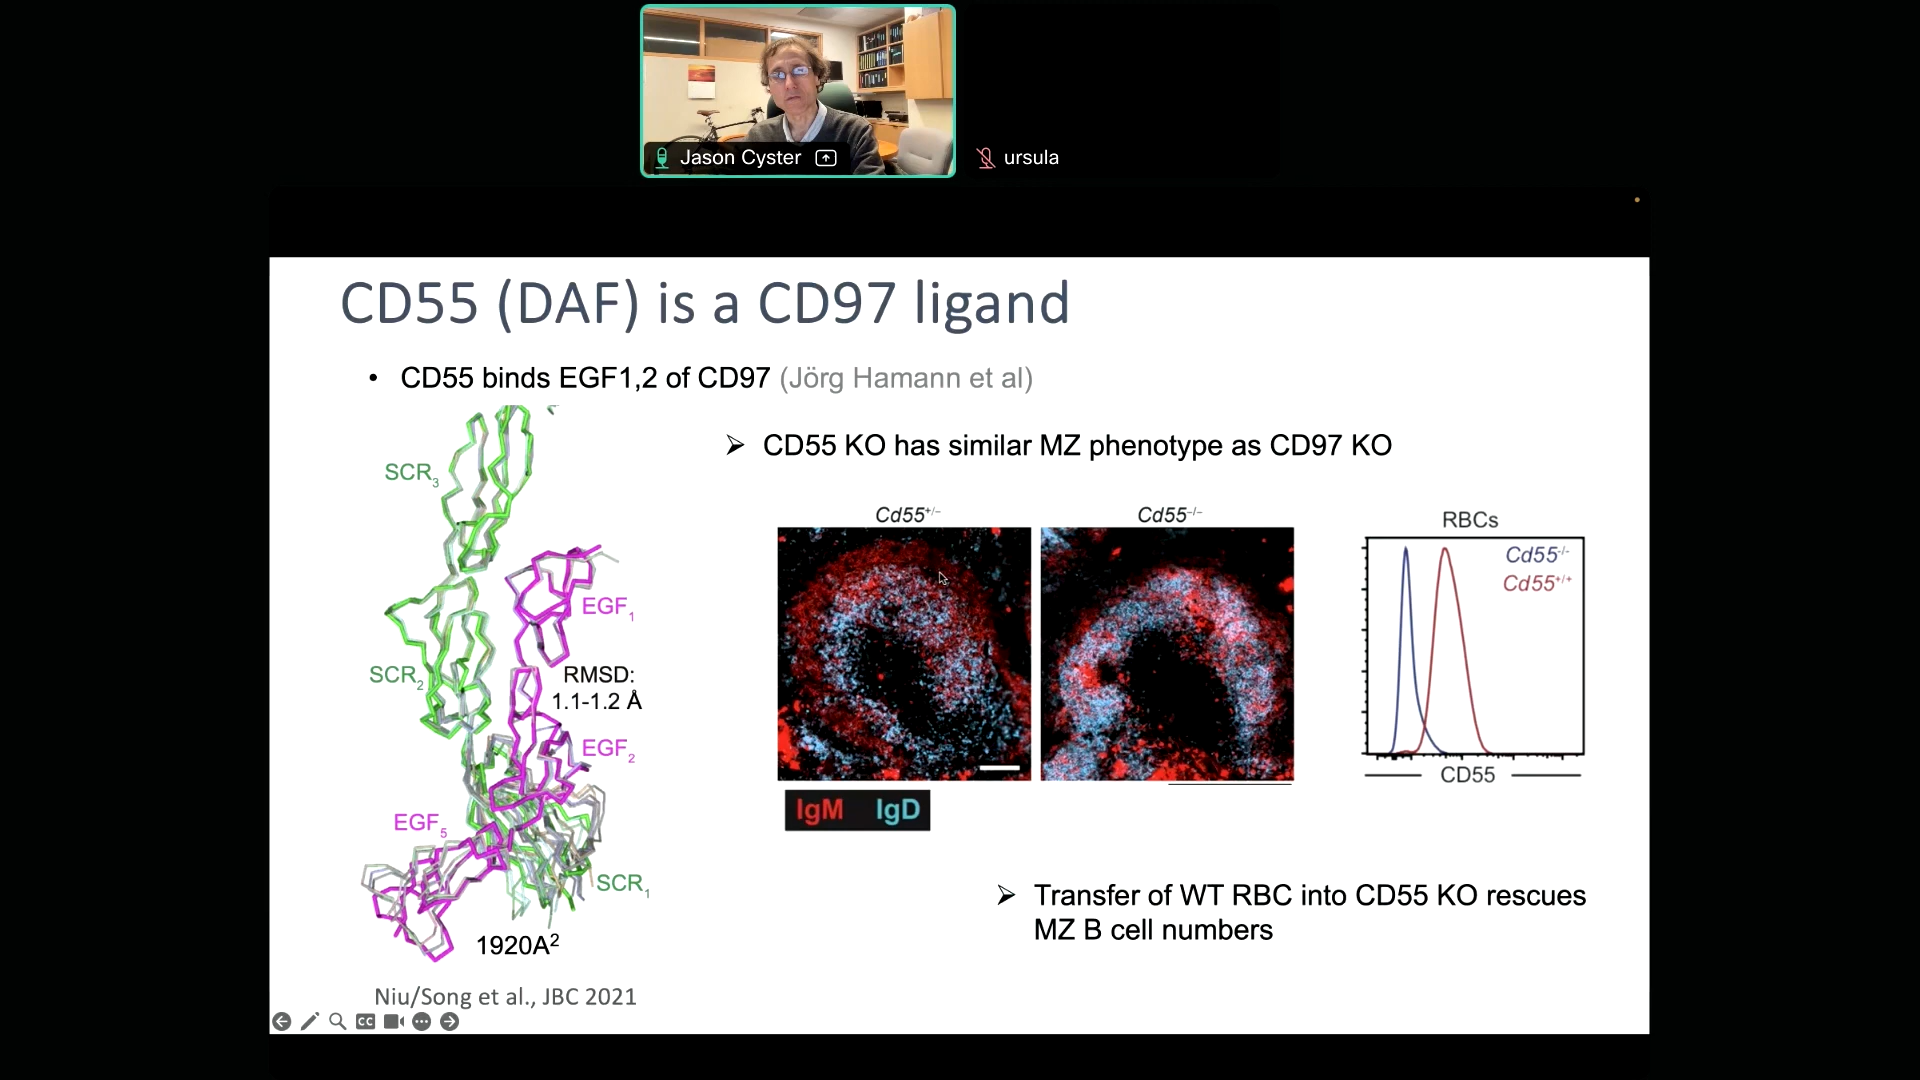 Jason Cyster
ursula
CD55 (DAF) is a CD97 ligand
• CD55 binds EGF1,2 of CD97 (Jörg Hamann et al)
➢ CD55 KO has similar MZ phenotype as CD97 KO
SCR3
EGF1
SCR2
RMSD:
1.1-1.2 Å
EGF2
EGF5
SCR1
1920A²
Niu/Song et al., JBC 2021
Cd55+/−
Cd55−/−
IgM IgD
RBCs
Cd55-/-
Cd55+/+
CD55
➢ Transfer of WT RBC into CD55 KO rescues
MZ B cell numbers
CC